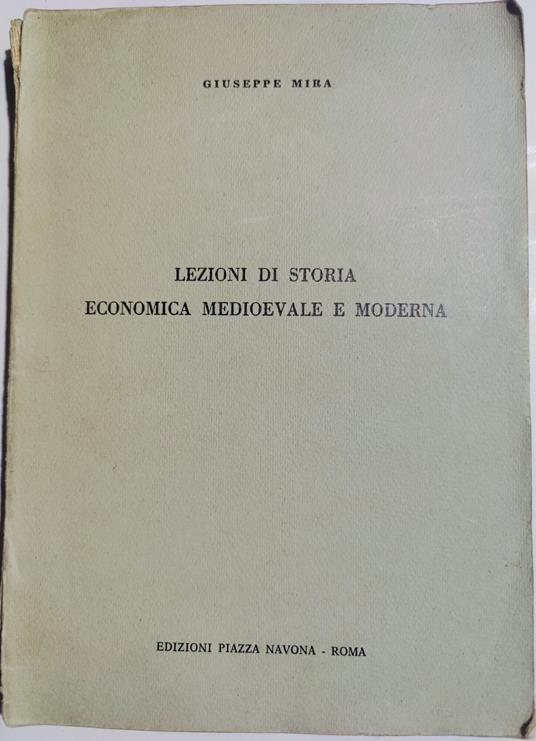 GIUSEPPE MIRA
LEZIONI DI STORIA
ECONOMICA MEDIOEVALE E MODERNA
EDIZIONI PIAZZA NAVONA - ROMA